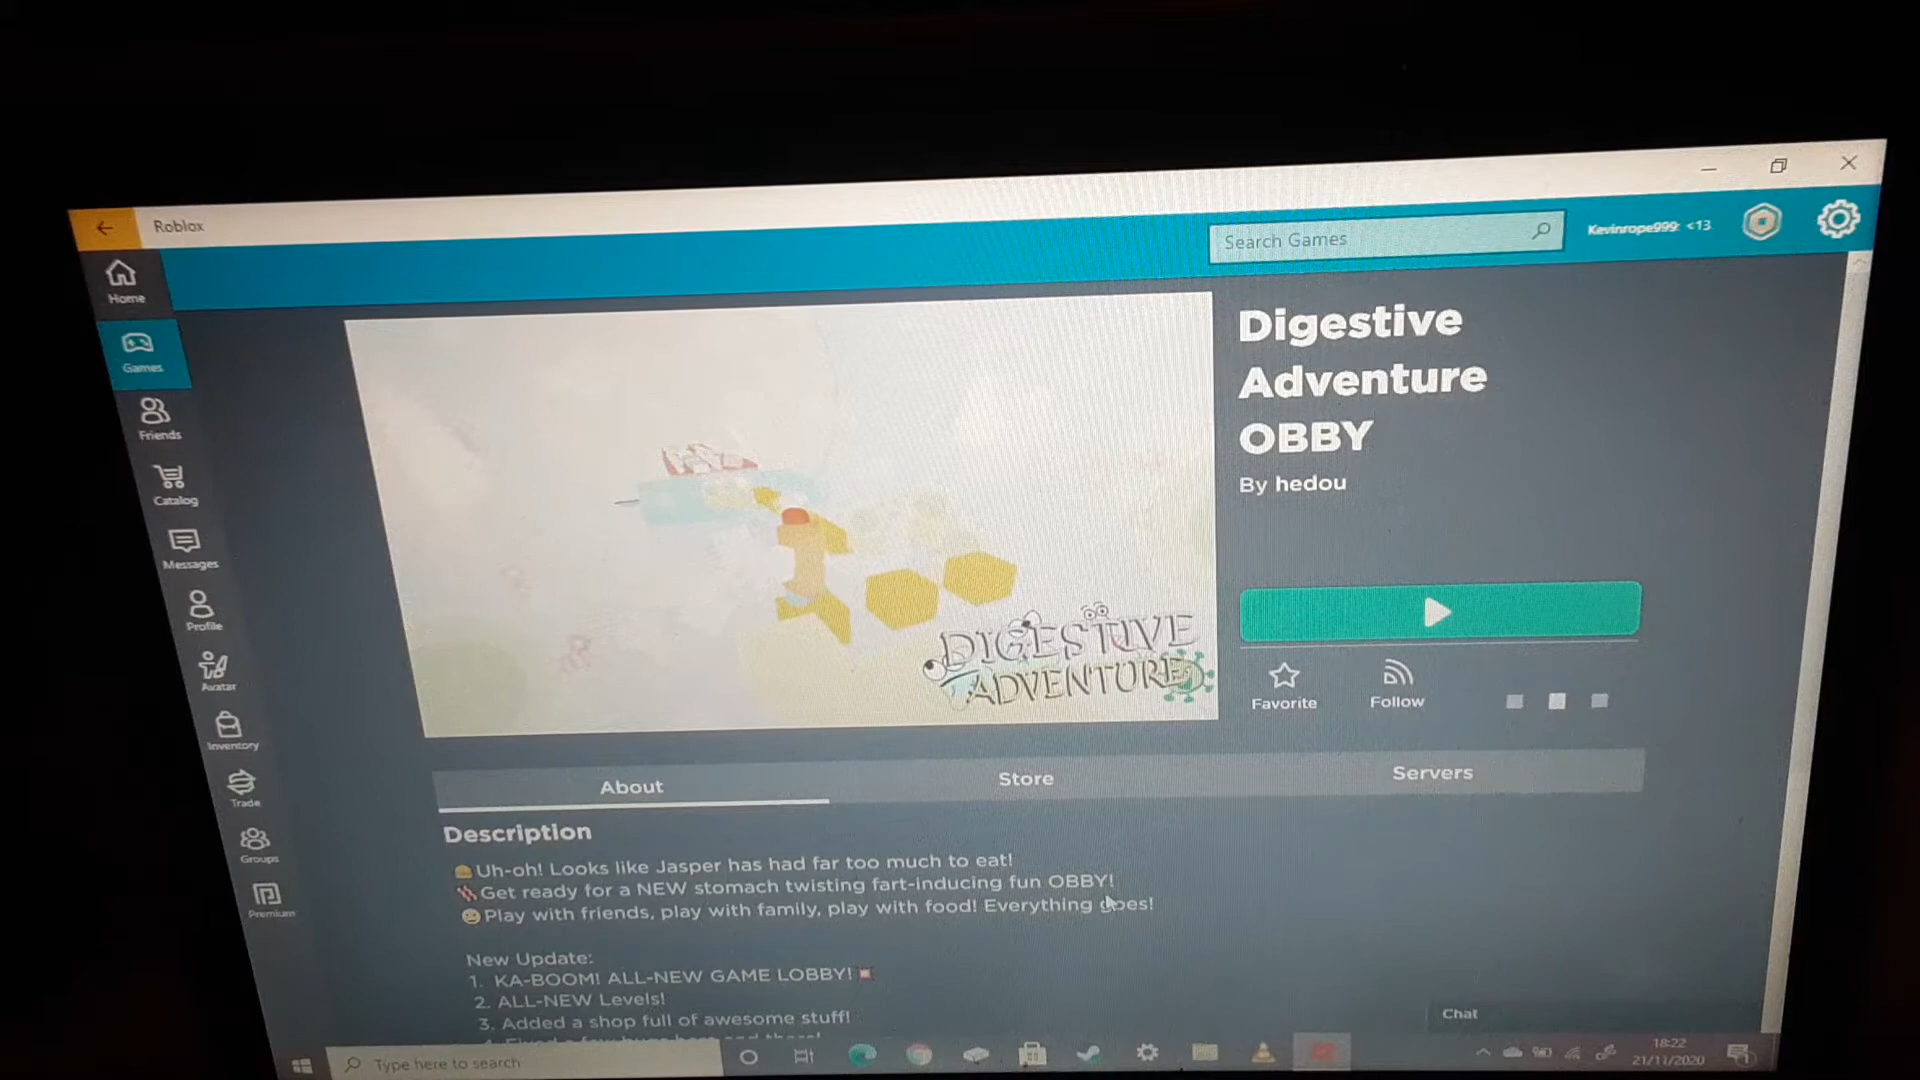 Roblox
Search Games
Kevinrope999: <13
Home
Games
Friends
Catalog
Messages
Profile
Avatar
Inventory
Trade
Groups
Premium
DIGESTIVE
ADVENTURE
Digestive
Adventure
OBBY
By hedou
Favorite
Follow
About
Store
Servers
Description
Uh-oh! Looks like Jasper has had far too much to eat!
Get ready for a NEW stomach twisting fart-inducing fun OBBY!
Play with friends, play with family, play with food! Everything goes!
New Update:
1. KA-BOOM! ALL-NEW GAME LOBBY!
2. ALL-NEW Levels!
3. Added a shop full of awesome stuff!
Chat
Type here to search
18:22
21/11/2020